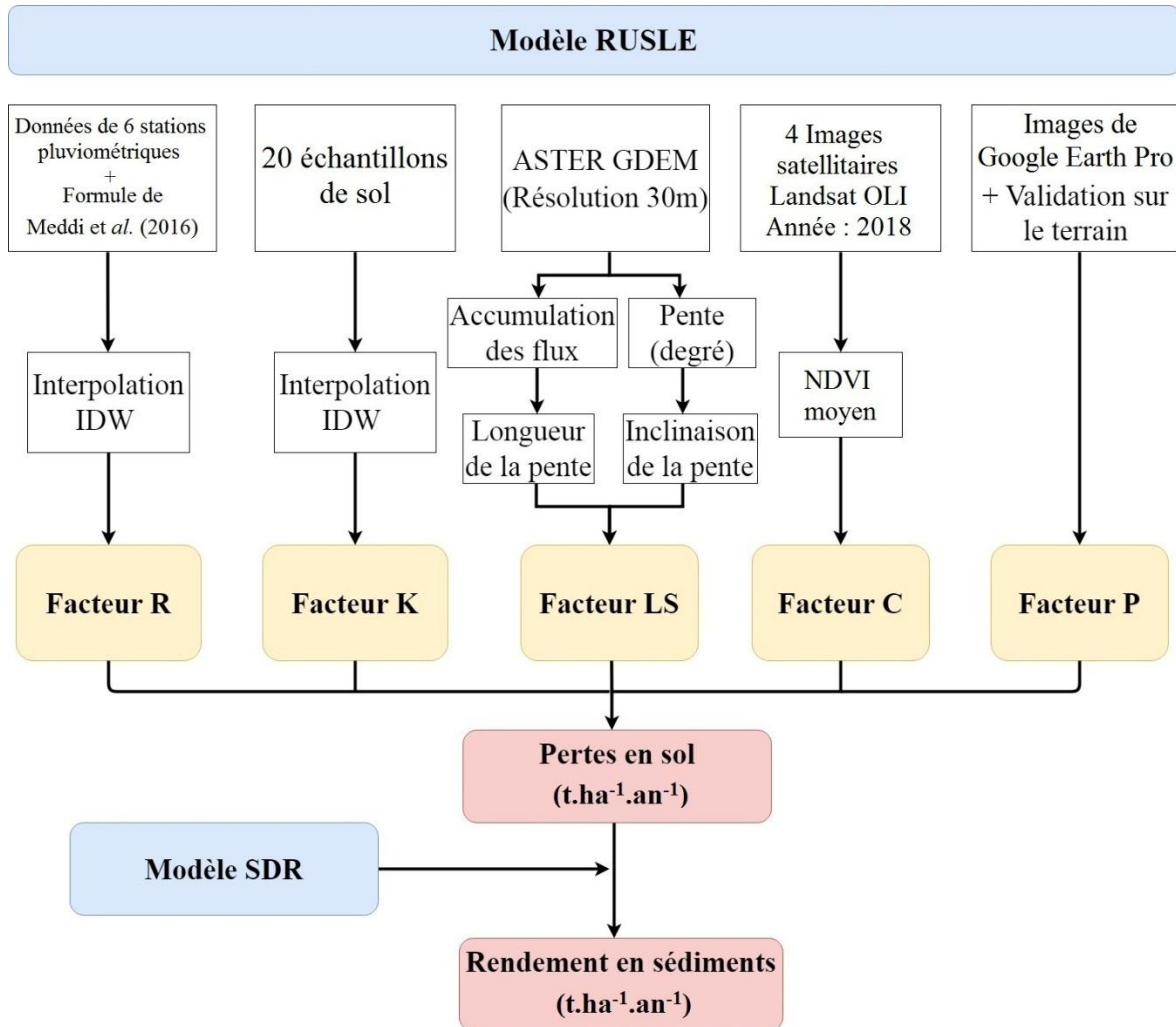 Modèle RUSLE
Données de 6 stations
pluviométriques
+
Formule de
Meddi et al. (2016)
20 échantillons
de sol
ASTER GDEM
(Résolution 30m)
4 Images
satellitaires
Landsat OLI
Année : 2018
Images de
Google Earth Pro
+ Validation sur
le terrain
Accumulation
des flux
Pente
(degré)
Interpolation
IDW
Interpolation
IDW
NDVI
moyen
Longueur
de la pente
Inclinaison
de la pente
Facteur R
Facteur K
Facteur LS
Facteur C
Facteur P
Pertes en sol
(t.ha⁻¹.an⁻¹)
Modèle SDR
Rendement en sédiments
(t.ha⁻¹.an⁻¹)